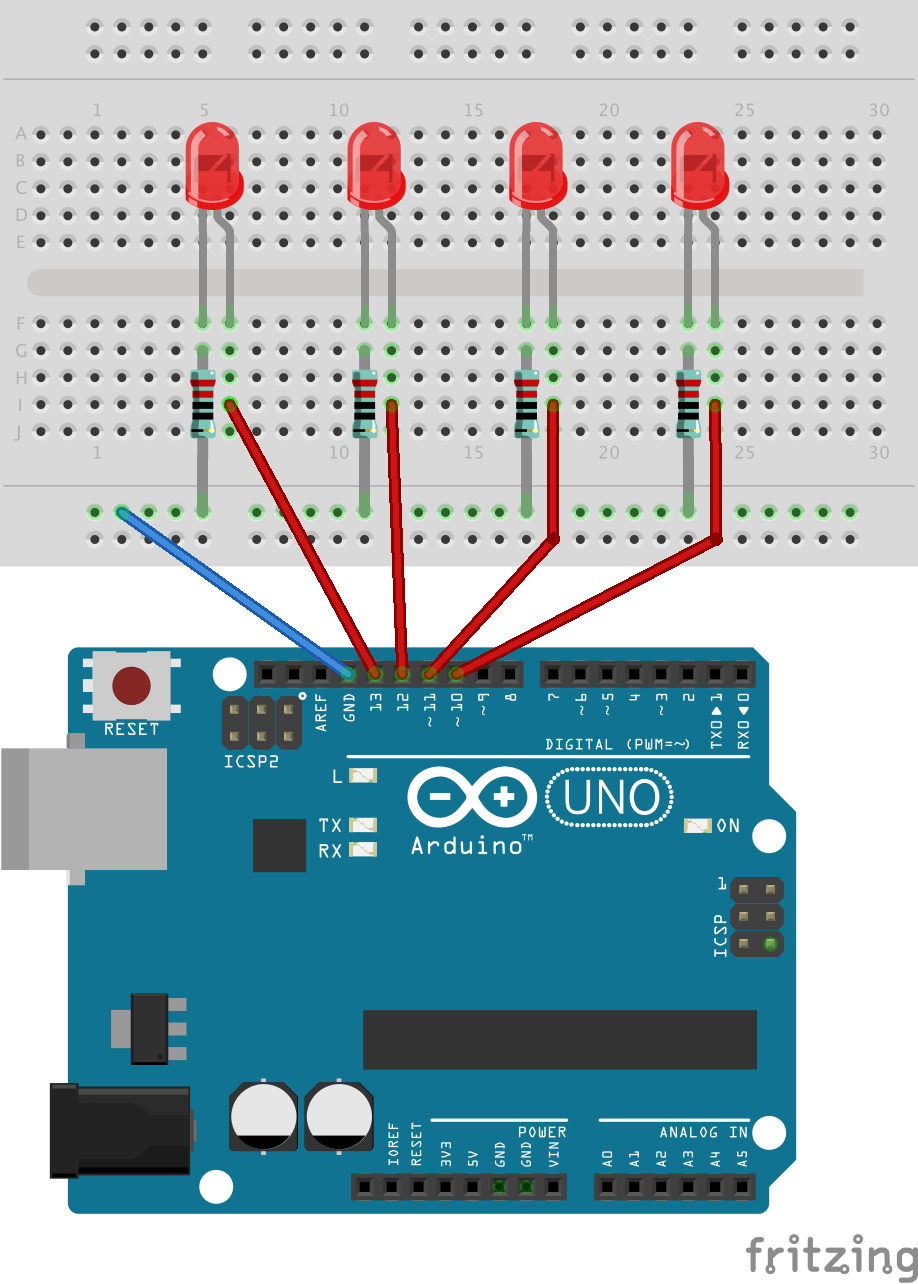 1 5 10 15 20 25 30
A
B
C
D
E
F
G
H
I
J
1 10 15 20 25 30
RESET
ICSP2
AREF
GND
13
12
~11
~10
~9
8
7
~6
~5
4
~3
2
TX0▶1
RX0◀0
DIGITAL (PWM=~)
L
TX
RX
UNO
Arduino™
ON
1
ICSP
IOREF
RESET
3V3
5V
GND
GND
VIN
POWER
ANALOG IN
A0
A1
A2
A3
A4
A5
fritzing